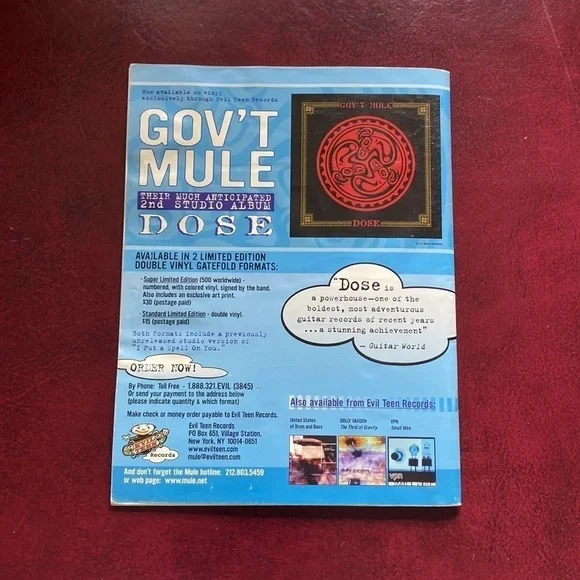 Now available on vinyl
exclusively through Evil Teen Records
GOV'T
MULE
THEIR MUCH ANTICIPATED
2nd STUDIO ALBUM
DOSE
GOV'T MULE
DOSE
AVAILABLE IN 2 LIMITED EDITION
DOUBLE VINYL GATEFOLD FORMATS:
· Super Limited Edition (500 worldwide) -
numbered, with colored vinyl, signed by the band.
Also includes an exclusive art print.
$30 (postage paid)
· Standard Limited Edition - double vinyl.
$15 (postage paid)
Both Formats include a previously
unreleased studio version of
"I Put a Spell On You."
"Dose is
a powerhouse—one of the
boldest, most adventurous
guitar records of recent years
...a stunning achievement"
— Guitar World
ORDER NOW!
By Phone: Toll Free - 1.888.321.EVIL (3845)
Or send your payment to the address below
(please indicate quantity & which format)
Make check or money order payable to Evil Teen Records.
Evil Teen Records
PO Box 651, Village Station,
New York, NY 10014-0651
www.evilteen.com
mule@evilteen.com
Records
And don't forget the Mule hotline: 212.803.5459
or web page: www.mule.net
Also available from Evil Teen Records:
United States
of Drum and Bass
DOLLY VARDEN
The Thrill of Gravity
VPN
Small Wire
vpn